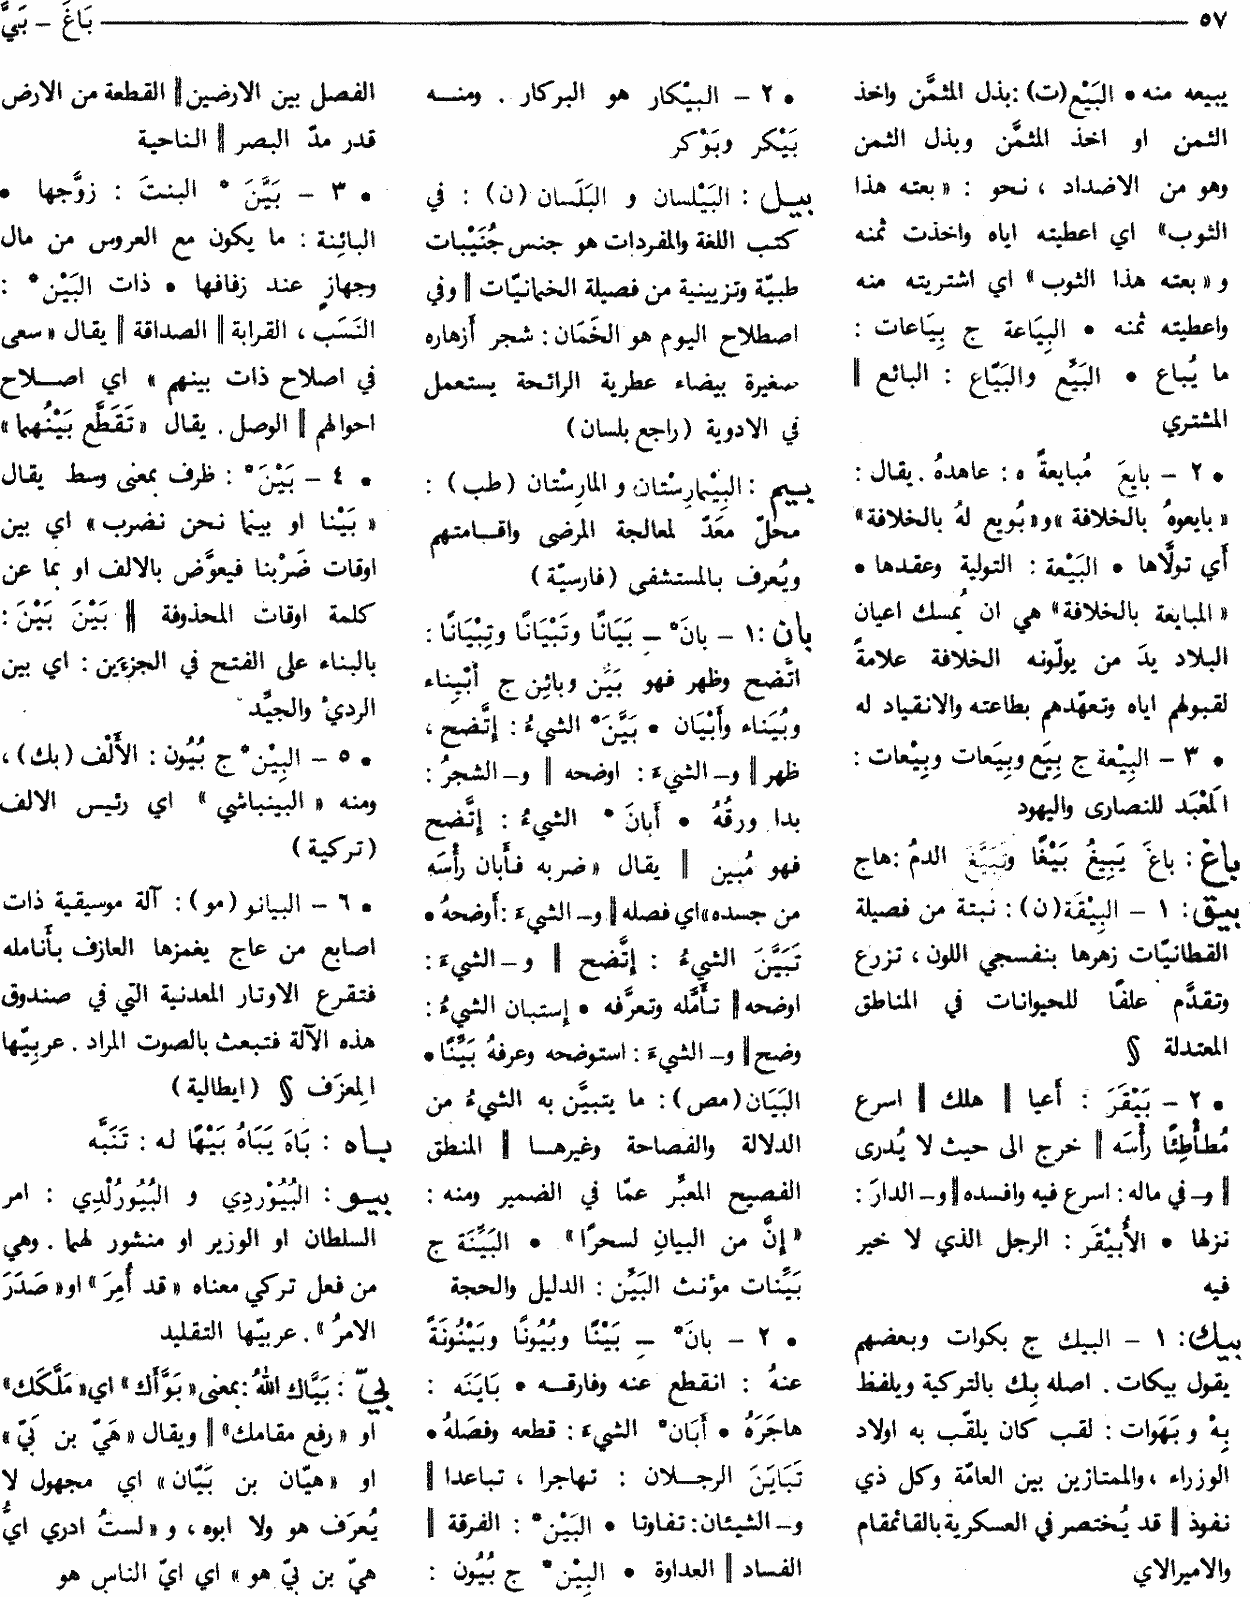 ٥٧
بَاغَ – بَيَّ
يبيعه منه • البَيْع (ت) : بذل المثمَّن واخذ
الثمن او اخذ المثمَّن وبذل الثمن
وهو من الاضداد ، نحو : « بعته هذا
الثوب » اي اعطيته اياه واخذت ثمنه
و « بعته هذا الثوب » اي اشتريته منه
واعطيته ثمنه • البِيَاعة ج بِيَاعات :
ما يُباع • البَيِّع والبَيّاع : البائع ||
المشتري
• ٢ – بايعَ مُبايعةً ه : عاهدهُ . يقال :
« بايعوهُ بالخلافة » و « بُويع لهُ بالخلافة »
أي تولَّاها • البَيْعة : التولية وعقدها •
« المبايعة بالخلافة » هي ان يُمسك اعيان
البلاد يدَ من يولّونه الخلافة علامةً
لقبولهم اياه وتعهّدهم بطاعته والانقياد له
• ٣ – البِيْعة ج بِيَع وبِيَعات وبِيْعات :
المَعْبَد للنصارى واليهود
باغَ : باغَ يَبِيغُ بَيْغًا وتَبَيَّغ الدمُ : هاج
بيق : ١ – البِيْقَة (ن) : نبتة من فصيلة
القطانيّات زهرها بنفسجي اللون ، تزرع
وتقدَّم علفًا للحيوانات في المناطق
المعتدلة §
• ٢ – بَيْقَرَ : أعيا || هلك || اسرع
مُطأْطِئًا رأْسَه || خرج الى حيث لا يُدرى
|| و– في ماله : اسرع فيه وافسده || و– الدارَ :
نزلها • الأُبيْقَر : الرجل الذي لا خير
فيه
بيك : ١ – البيك ج بكوات وبعضهم
يقول بيكات . اصله بِك بالتركية ويلفظ
بِهْ وبَهَوات : لقب كان يلقّب به اولاد
الوزراء ، والممتازين بين العامّة وكل ذي
نفوذ || قد يُختصر في العسكرية بالقائمقام
والاميرالاي
• ٢ – البيْكار هو البركار . ومنـه
بَيْكر وبَوْكر
بيـل : البَيْلسان و البَلَسان (ن) : في
كتب اللغة والمفردات هو جنس جُنَيْبات
طبيّة وتزيينية من فصيلة الخمانيّات || وفي
اصطلاح اليوم هو الخَمَان : شجر أزهاره
صغيرة بيضاء عطرية الرائحة يستعمل
في الادوية (راجع بلسان)
بيم : البِيْمارِسْتان و المارِسْتان (طب) :
محلّ معَدّ لمعالجة المرضى واقـامتهم
ويُعرف بالمستشفى (فارسيّة)
بان : ١ – بانَ* –ِ بَيَانًا وتَبْيَانًا وتِبْيَانًا :
اتَّضح وظهر فهو بَيِّن وبائِن ج أَبْيِناء
وبُيَناء وأَبْيَان • بَيَّنَ* الشيءُ : إتَّضح ،
ظهر || و– الشيءَ : اوضحه || و– الشجرُ :
بدا ورقُهُ • أَبانَ* الشيءُ : إتَّضح
فهو مُبين || يقال « ضربه فأَبان رأْسَه
من جسده » اي فصله || و– الشيءَ : أَوضحهُ •
تَبَيَّنَ الشيءُ : إتَّضح || و– الشيءَ :
اوضحه || تأَمَّله وتعرَّفه • إستبان الشيءُ :
وضح || و– الشيءَ : استوضحه وعرفهُ بَيِّنًا •
البَيَان (مص) : ما يتبيَّن به الشيءُ من
الدلالة والفصاحة وغيرهـا || المنطق
الفصيح المعبِّر عمّا في الضمير ومنه :
« إنَّ من البيانِ لسحرًا » • البَيِّنَة ج
بَيِّنات مؤنث البَيِّن : الدليل والحجة
• ٢ – بانَ* –ِ بَيْنًا وبُيُونًا وبَيْنُونَةً
عنهُ : انقطع عنه وفارقـه • بَايَنَه :
هاجَرَهُ • أَبَان* الشيءَ : قطعه وفصَلهُ •
تَبَايَنَ الرجـلان : تهاجرا ، تباعدا ||
و– الشيئان : تفاوتا • البَيْن* : الفرقة ||
الفساد || العداوة • البِيْن* ج بُيُون :
الفصل بين الارضين || القطعة من الارض
قدر مدّ البصر || الناحية
• ٣ – بَيَّنَ* البنتَ : زوَّجها •
البائِنة : ما يكون مع العروس من مال
وجهازٍ عند زفافها • ذات البَيْن* :
النَسَب ، القرابة || الصداقة || يقال « سعى
في اصلاح ذات بينهم » اي اصـلاح
احوالهم || الوصل . يقال « تَقَطَّع بَيْنُهما »
• ٤ – بَيْنَ* : ظرف بمعنى وسط يقال
« بَيْنا او بينما نحن نضرب » اي بين
اوقات ضَرْبنا فيعوَّض بالالف او بما عن
كلمة اوقات المحذوفة || بَيْنَ بَيْنَ :
بالبناء على الفتح في الجزءَين : اي بين
الرديْ والجيِّد
• ٥ – البِيْن* ج بُيُون : الأَلْف (بك) ،
ومنه « البينباشي » اي رئيس الالف
(تركية)
• ٦ – البيانو (مو) : آلة موسيقية ذات
اصابع من عاج يغمزها العازف بأَنامله
فتقرع الاوتار المعدنية التي في صندوق
هذه الآلة فتبعث بالصوت المراد . عربيّها
المِعزَف § (ايطالية)
بـاه : بَاهَ يَبَاهُ بَيْهًا له : تَنَبَّه
بيـو : البُيُوْردِي و البُيُورُلْدِي : امر
السلطان او الوزير او منشور لهما . وهي
من فعل تركي معناه « قد أُمِرَ » او « صَدَرَ
الامرُ » . عربيّها التقليد
بيّ : بَيَّاك اللهُ : بمعنى « بَوَّأَك » اي « مَلَّكَك »
او « رفع مقامك » || ويقال « هَيّ بن بَيّ »
او « هيّان بن بَيّان » اي مجهول لا
يُعرَف هو ولا ابوه ، و « لستُ ادري ايُّ
هيّ بن بيّ هو » اي ايّ الناس هو